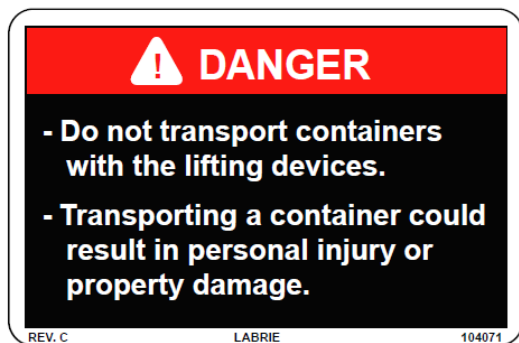 DANGER
- Do not transport containers
with the lifting devices.
- Transporting a container could
result in personal injury or
property damage.
REV. C LABRIE 104071